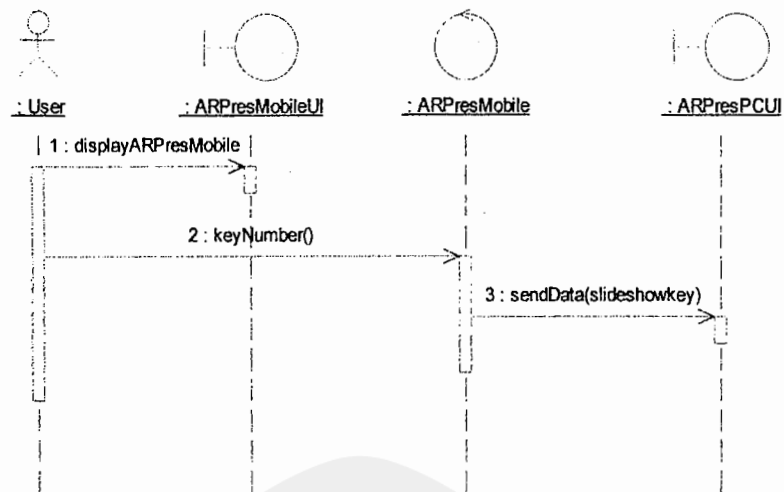 : User
: ARPresMobileUI
: ARPresMobile
: ARPresPCUI
1 : displayARPresMobile
2 : keyNumber()
3 : sendData(slideshowkey)